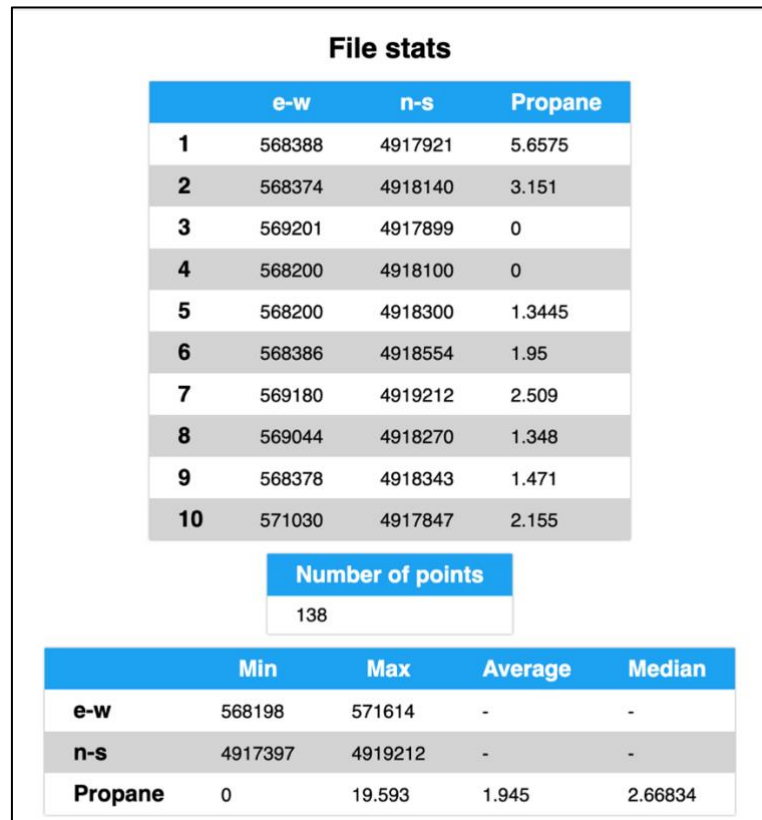 File stats
e-w n-s Propane
1 568388 4917921 5.6575
2 568374 4918140 3.151
3 569201 4917899 0
4 568200 4918100 0
5 568200 4918300 1.3445
6 568386 4918554 1.95
7 569180 4919212 2.509
8 569044 4918270 1.348
9 568378 4918343 1.471
10 571030 4917847 2.155
Number of points
138
Min Max Average Median
e-w 568198 571614 - -
n-s 4917397 4919212 - -
Propane 0 19.593 1.945 2.66834